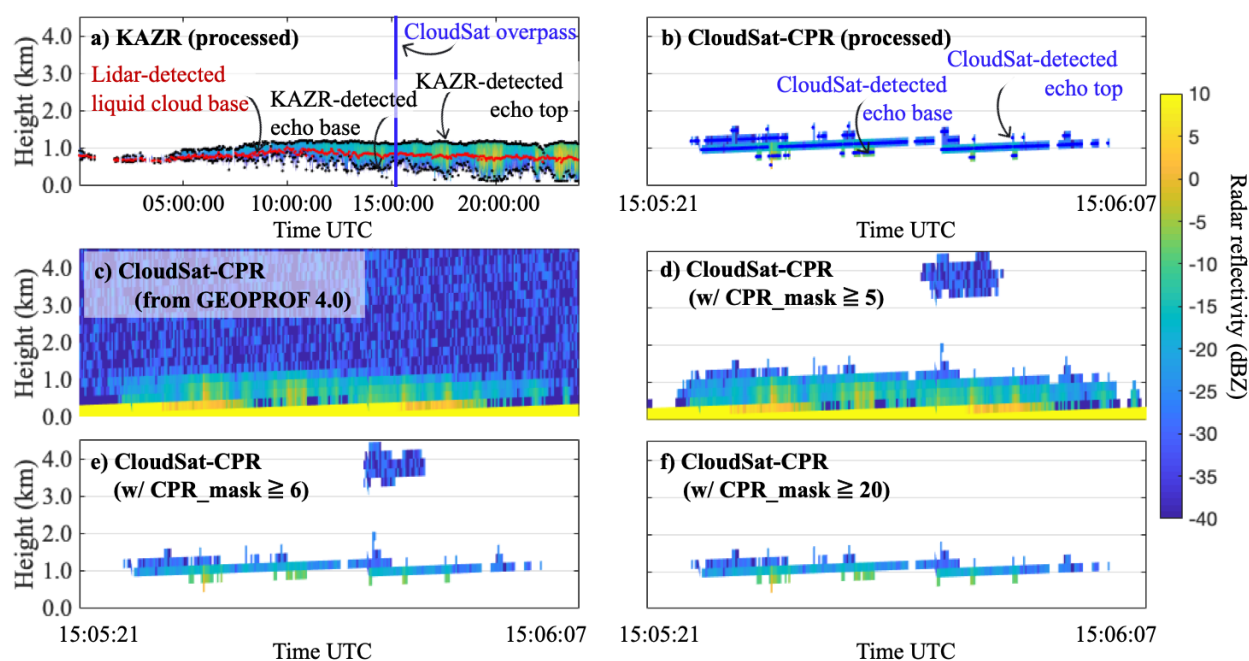 a) KAZR (processed)
CloudSat overpass
Lidar-detected
liquid cloud base
KAZR-detected
echo base
KAZR-detected
echo top
Height (km)
4.0
3.0
2.0
1.0
0.0
05:00:00 10:00:00 15:00:00 20:00:00
Time UTC
b) CloudSat-CPR (processed)
CloudSat-detected
echo base
CloudSat-detected
echo top
15:05:21 15:06:07
Time UTC
c) CloudSat-CPR
(from GEOPROF 4.0)
Height (km)
4.0
3.0
2.0
1.0
0.0
d) CloudSat-CPR
(w/ CPR_mask ≧ 5)
e) CloudSat-CPR
(w/ CPR_mask ≧ 6)
Height (km)
4.0
3.0
2.0
1.0
0.0
15:05:21 15:06:07
Time UTC
f) CloudSat-CPR
(w/ CPR_mask ≧ 20)
15:05:21 15:06:07
Time UTC
10
5
0
-5
-10
-15
-20
-25
-30
-35
-40
Radar reflectivity (dBZ)